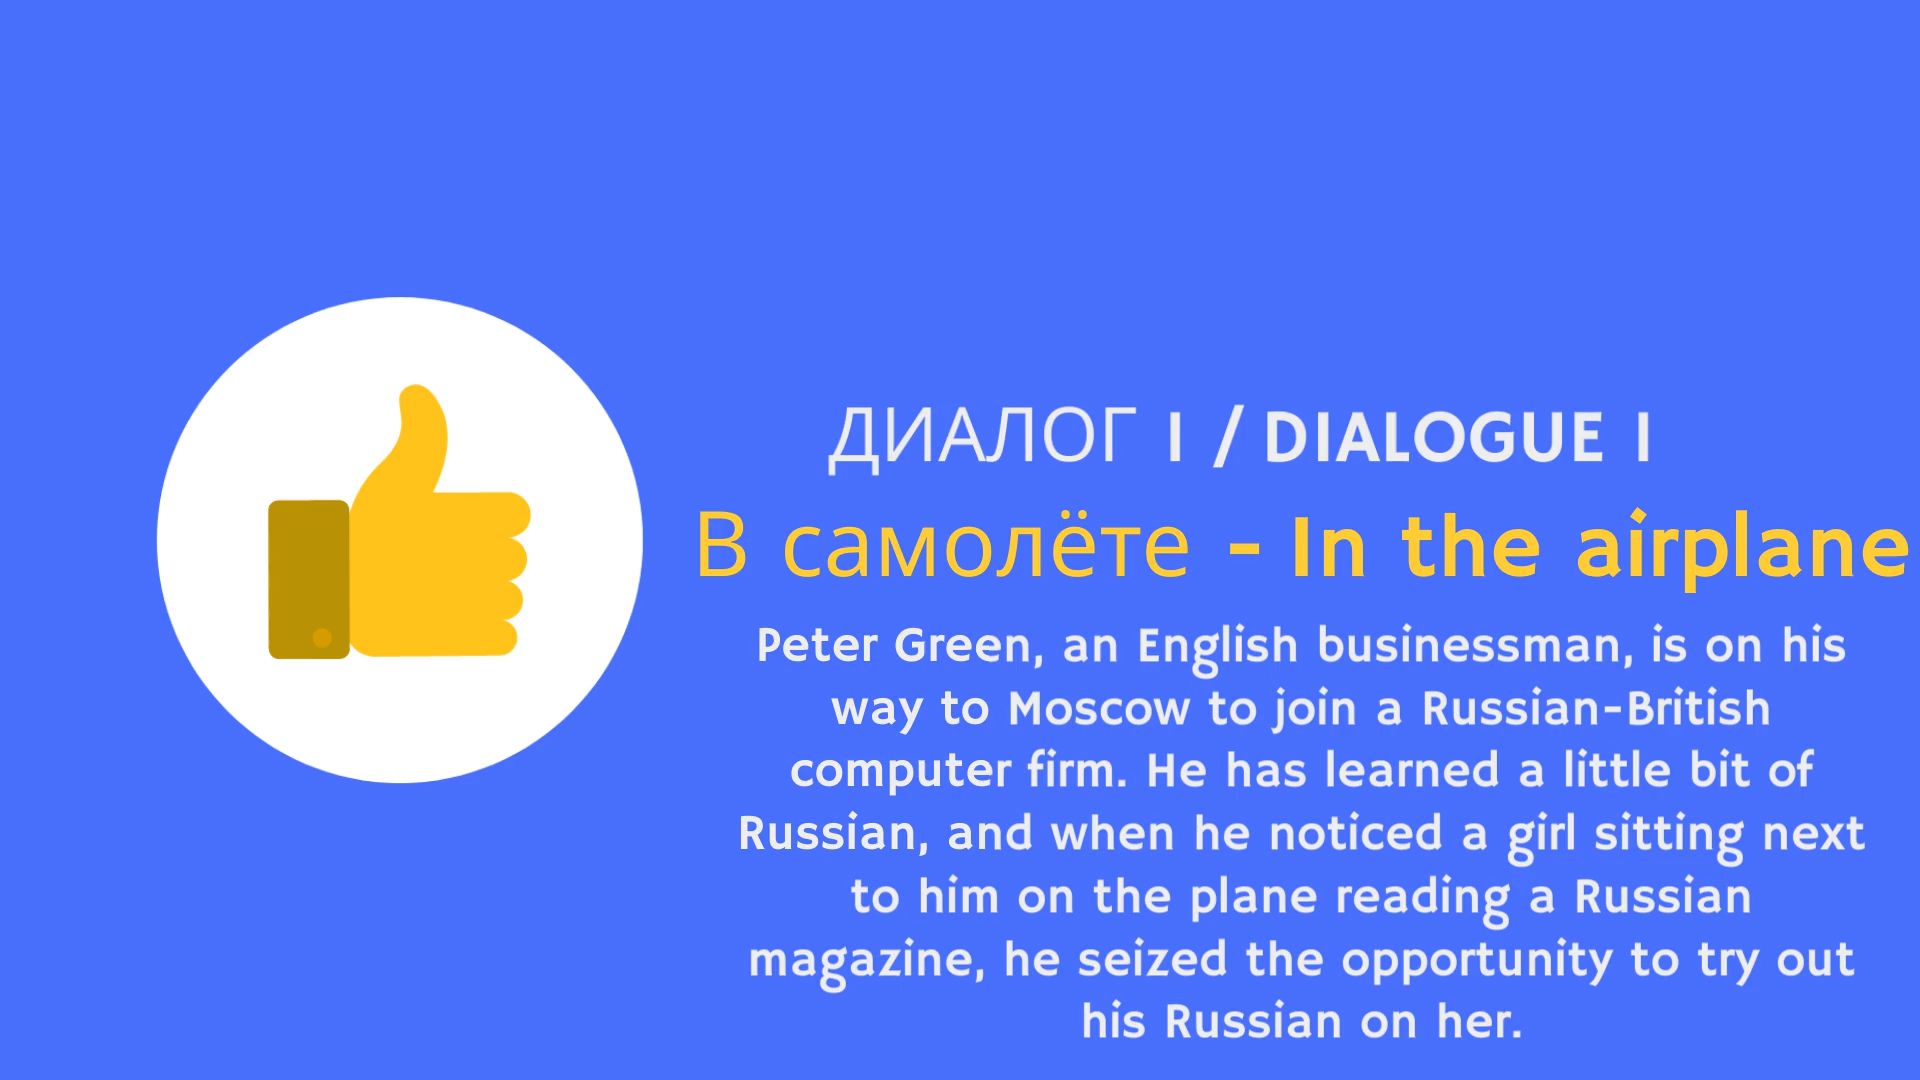 ДИАЛОГ 1 / DIALOGUE 1
В самолёте - In the airplane
Peter Green, an English businessman, is on his
way to Moscow to join a Russian-British
computer firm. He has learned a little bit of
Russian, and when he noticed a girl sitting next
to him on the plane reading a Russian
magazine, he seized the opportunity to try out
his Russian on her.